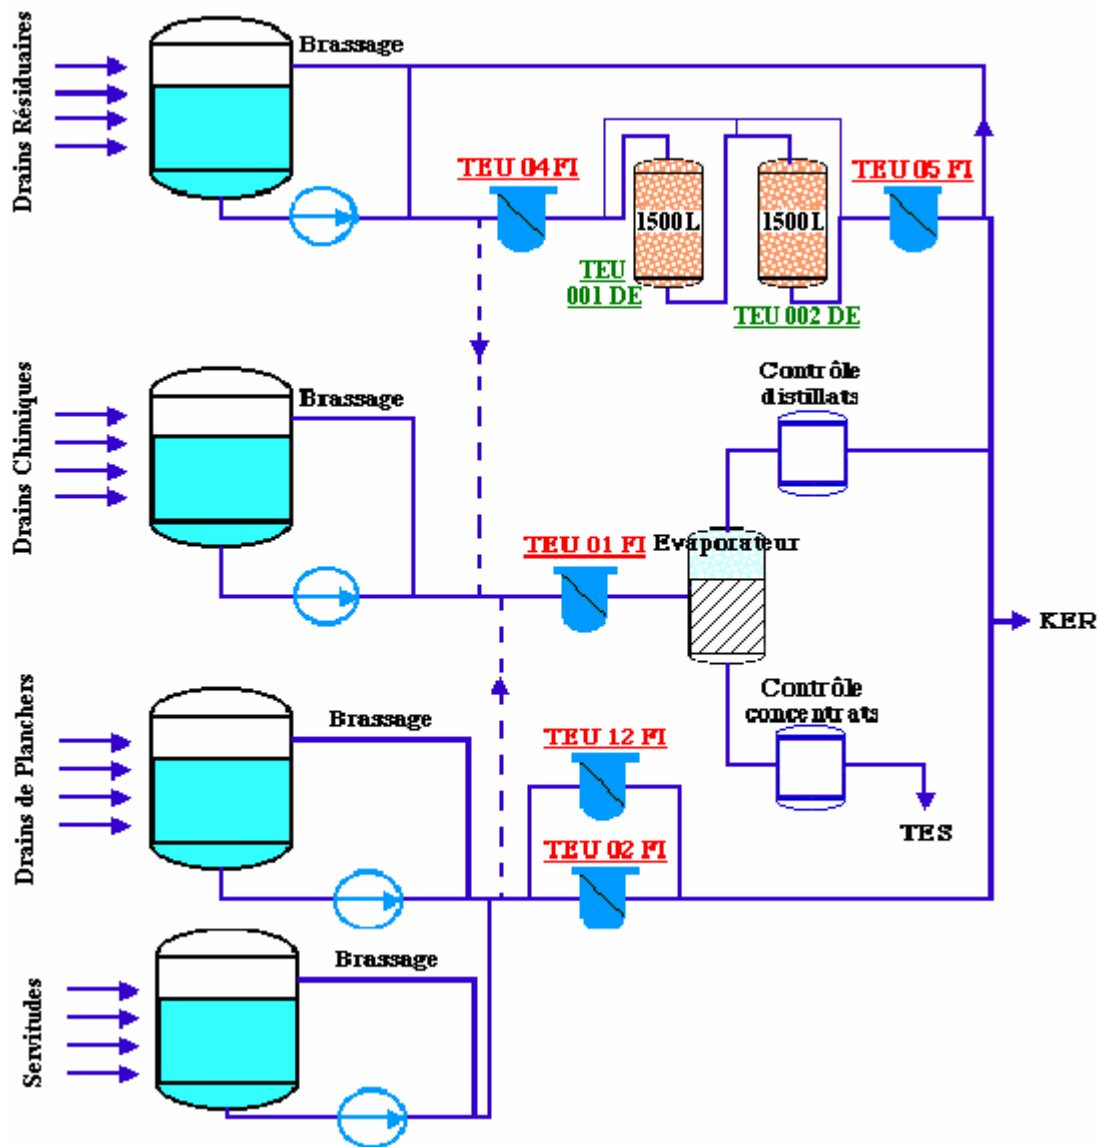 Drains Résiduaires
Brassage
TEU 04 FI
1500 L
1500 L
TEU 05 FI
TEU
001 DE
TEU 002 DE
Drains Chimiques
Brassage
Contrôle
distillats
TEU 01 FI
Evaporateur
KER
Drains de Planchers
Brassage
Contrôle
concentrats
TEU 12 FI
TES
TEU 02 FI
Servitudes
Brassage